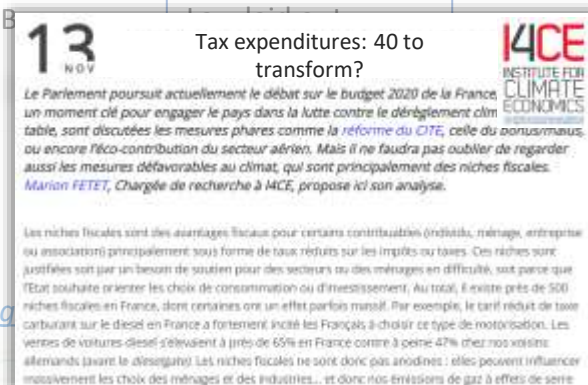 B
13
NOV
Tax expenditures: 40 to
transform?
I4CE
INSTITUTE FOR
CLIMATE
ECONOMICS
Le Parlement poursuit actuellement le débat sur le budget 2020 de la France,
un moment clé pour engager le pays dans la lutte contre le dérèglement clim
table, sont discutées les mesures phares comme la réforme du CITE, celle du bonus/malus,
ou encore l'éco-contribution du secteur aérien. Mais il ne faudra pas oublier de regarder
aussi les mesures défavorables au climat, qui sont principalement des niches fiscales.
Marion FETET, Chargée de recherche à I4CE, propose ici son analyse.
Les niches fiscales sont des avantages fiscaux pour certains contribuables (individu, ménage, entreprise
ou association) principalement sous forme de taux réduits sur les impôts ou taxes. Ces niches sont
justifiées soit par un besoin de soutien pour des secteurs ou des ménages en difficulté, soit parce que
l'Etat souhaite orienter les choix de consommation ou d'investissement. Au total, il existe près de 500
niches fiscales en France, dont certaines ont un effet parfois massif. Par exemple, le tarif réduit de taxe
carburant sur le diesel en France a fortement incité les Français à choisir ce type de motorisation. Les
ventes de voitures diesel s'élevaient à près de 65% en France contre à peine 47% chez nos voisins
allemands (avant le dieselgate). Les niches fiscales ne sont donc pas anodines : elles peuvent influencer
massivement les choix des ménages et des industries... et donc nos émissions de gaz à effets de serre